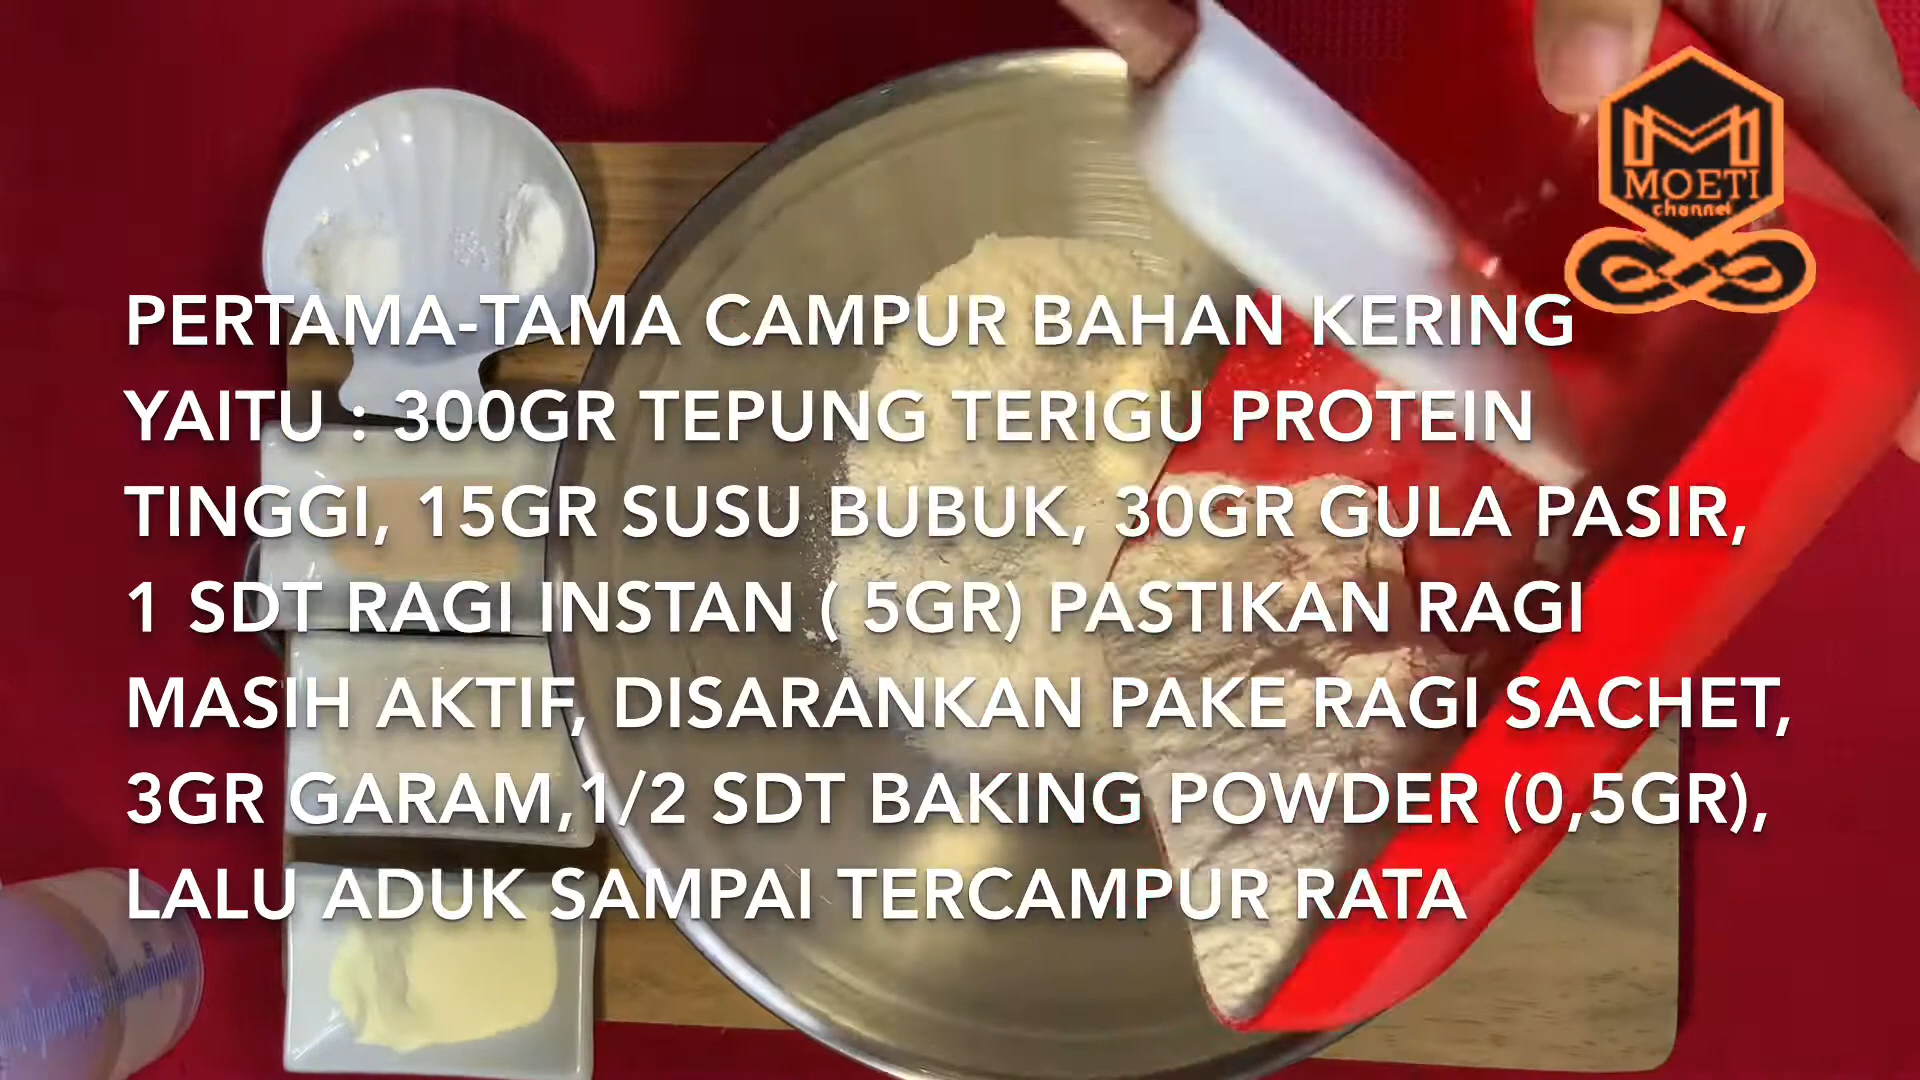 MOETI
channel
PERTAMA-TAMA CAMPUR BAHAN KERING
YAITU : 300GR TEPUNG TERIGU PROTEIN
TINGGI, 15GR SUSU BUBUK, 30GR GULA PASIR,
1 SDT RAGI INSTAN ( 5GR) PASTIKAN RAGI
MASIH AKTIF, DISARANKAN PAKE RAGI SACHET,
3GR GARAM,1/2 SDT BAKING POWDER (0,5GR),
LALU ADUK SAMPAI TERCAMPUR RATA